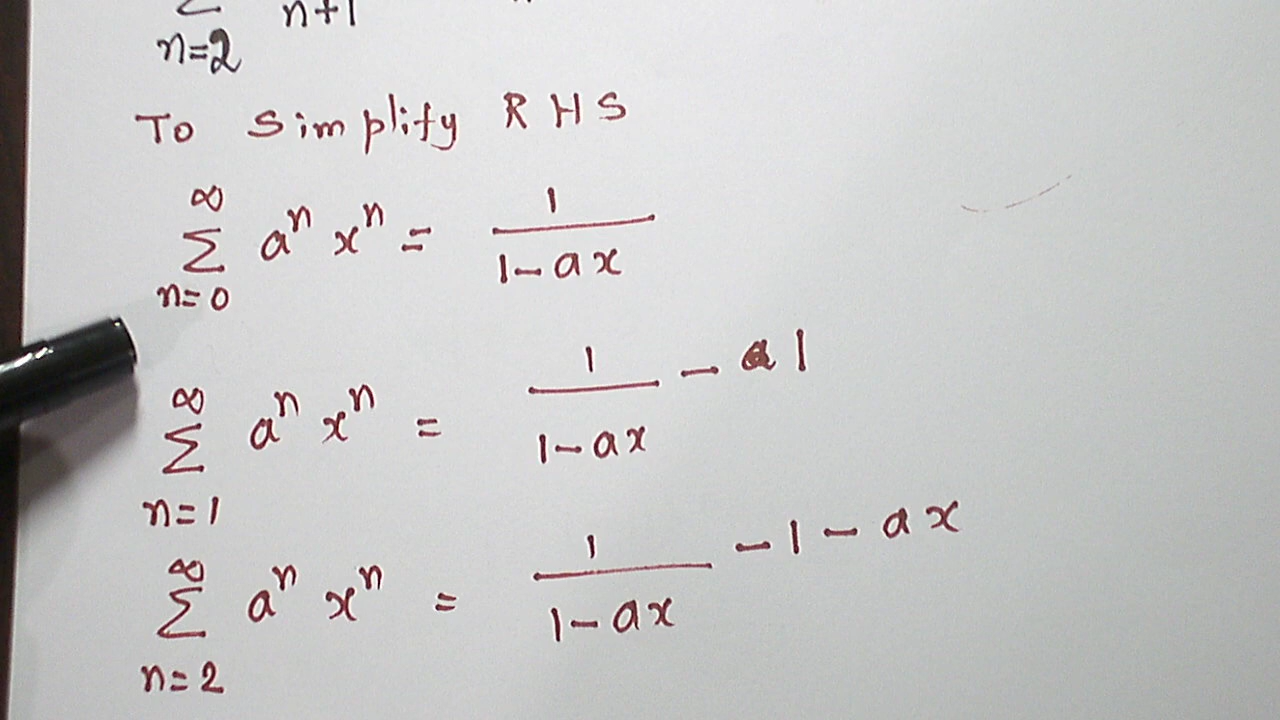 Σ n+1
n=2
To Simplify RHS
∞
Σ aⁿ xⁿ = 1 / (1-ax)
n=0
∞
Σ aⁿ xⁿ = 1 / (1-ax) - 1
n=1
∞
Σ aⁿ xⁿ = 1 / (1-ax) - 1 - ax
n=2